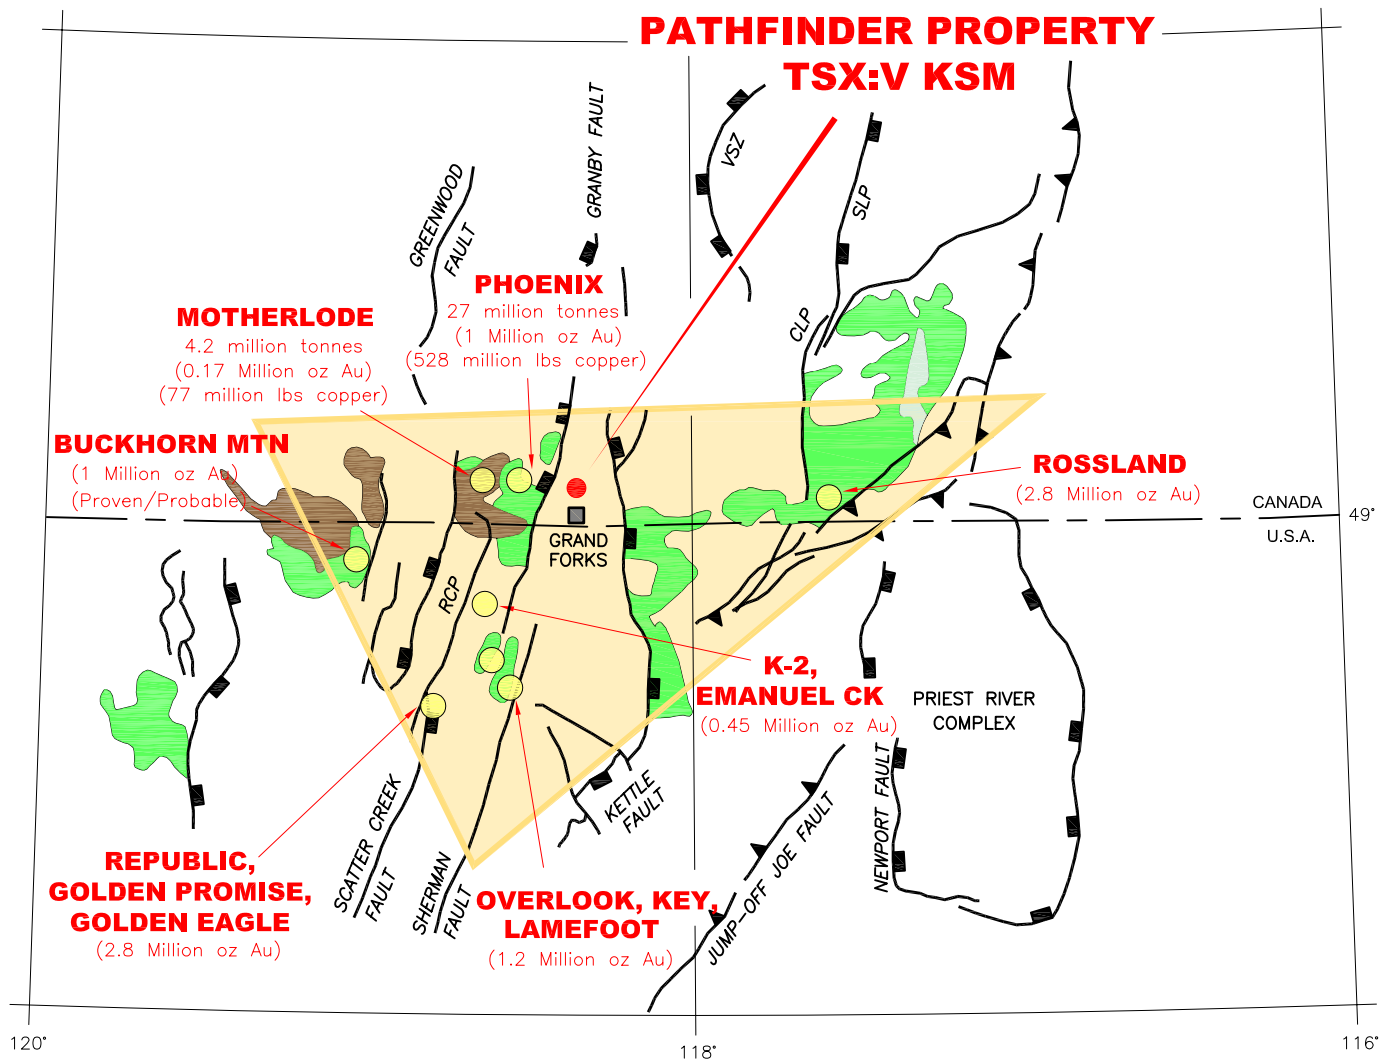 PATHFINDER PROPERTY
TSX:V KSM
GREENWOOD
FAULT
GRANBY FAULT
VSZ
SLP
CLP
PHOENIX
27 million tonnes
(1 Million oz Au)
(528 million lbs copper)
MOTHERLODE
4.2 million tonnes
(0.17 Million oz Au)
(77 million lbs copper)
BUCKHORN MTN
(1 Million oz Au)
(Proven/Probable)
ROSSLAND
(2.8 Million oz Au)
CANADA
U.S.A.
49°
GRAND
FORKS
RCP
K-2,
EMANUEL CK
(0.45 Million oz Au)
PRIEST RIVER
COMPLEX
REPUBLIC,
GOLDEN PROMISE,
GOLDEN EAGLE
(2.8 Million oz Au)
SCATTER CREEK
FAULT
SHERMAN
FAULT
OVERLOOK, KEY,
LAMEFOOT
(1.2 Million oz Au)
KETTLE
FAULT
JUMP-OFF JOE FAULT
NEWPORT FAULT
120°
118°
116°